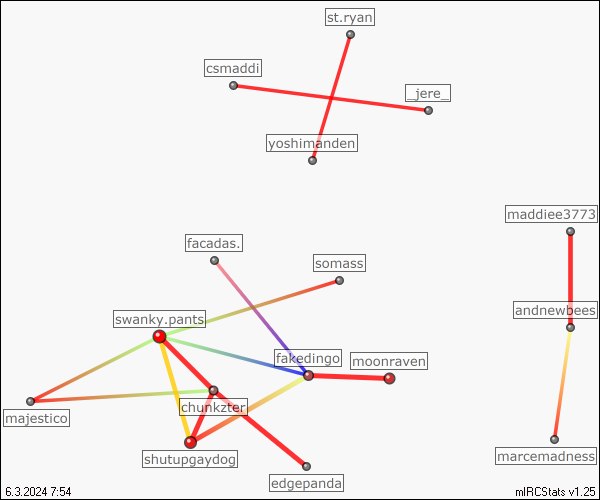 st.ryan
csmaddi
_jere_
yoshimanden
maddiee3773
facadas.
somass
andnewbees
swanky.pants
fakedingo
moonraven
chunkzter
majestico
shutupgaydog
marcemadness
edgepanda
6.3.2024 7:54
mIRCStats v1.25